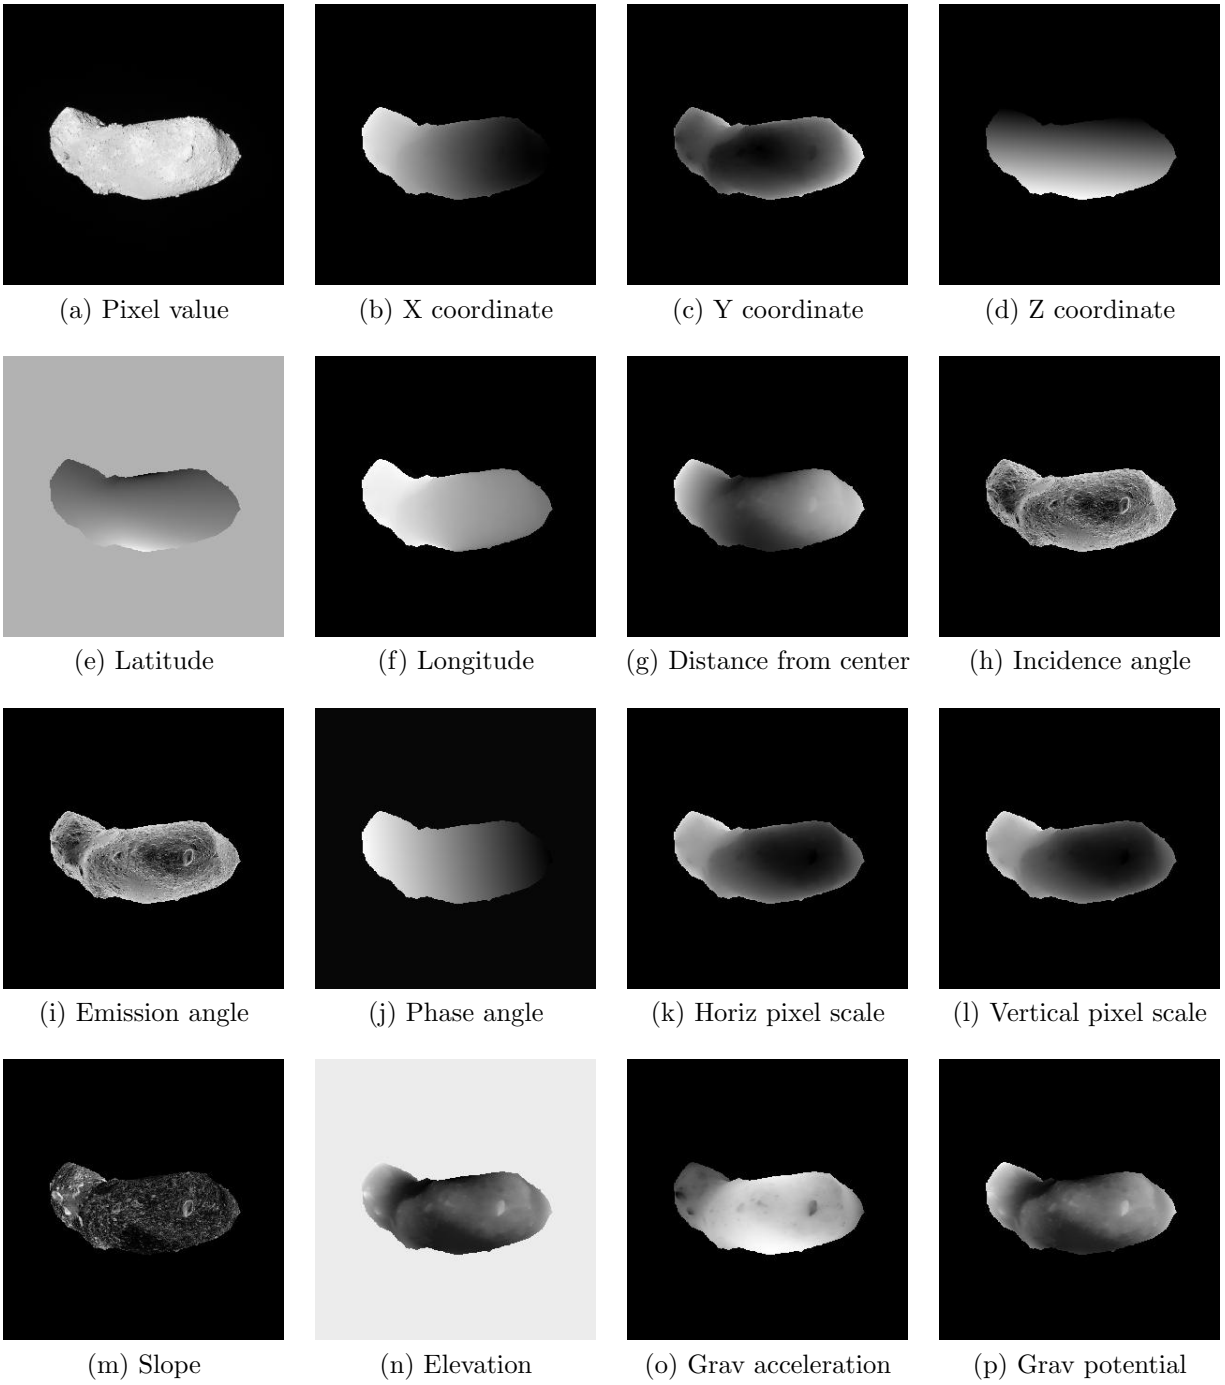 (a) Pixel value
(b) X coordinate
(c) Y coordinate
(d) Z coordinate
(e) Latitude
(f) Longitude
(g) Distance from center
(h) Incidence angle
(i) Emission angle
(j) Phase angle
(k) Horiz pixel scale
(l) Vertical pixel scale
(m) Slope
(n) Elevation
(o) Grav acceleration
(p) Grav potential